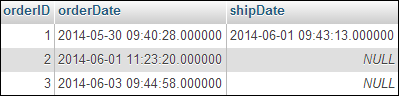 orderID orderDate shipDate
1 2014-05-30 09:40:28.000000 2014-06-01 09:43:13.000000
2 2014-06-01 11:23:20.000000 NULL
3 2014-06-03 09:44:58.000000 NULL